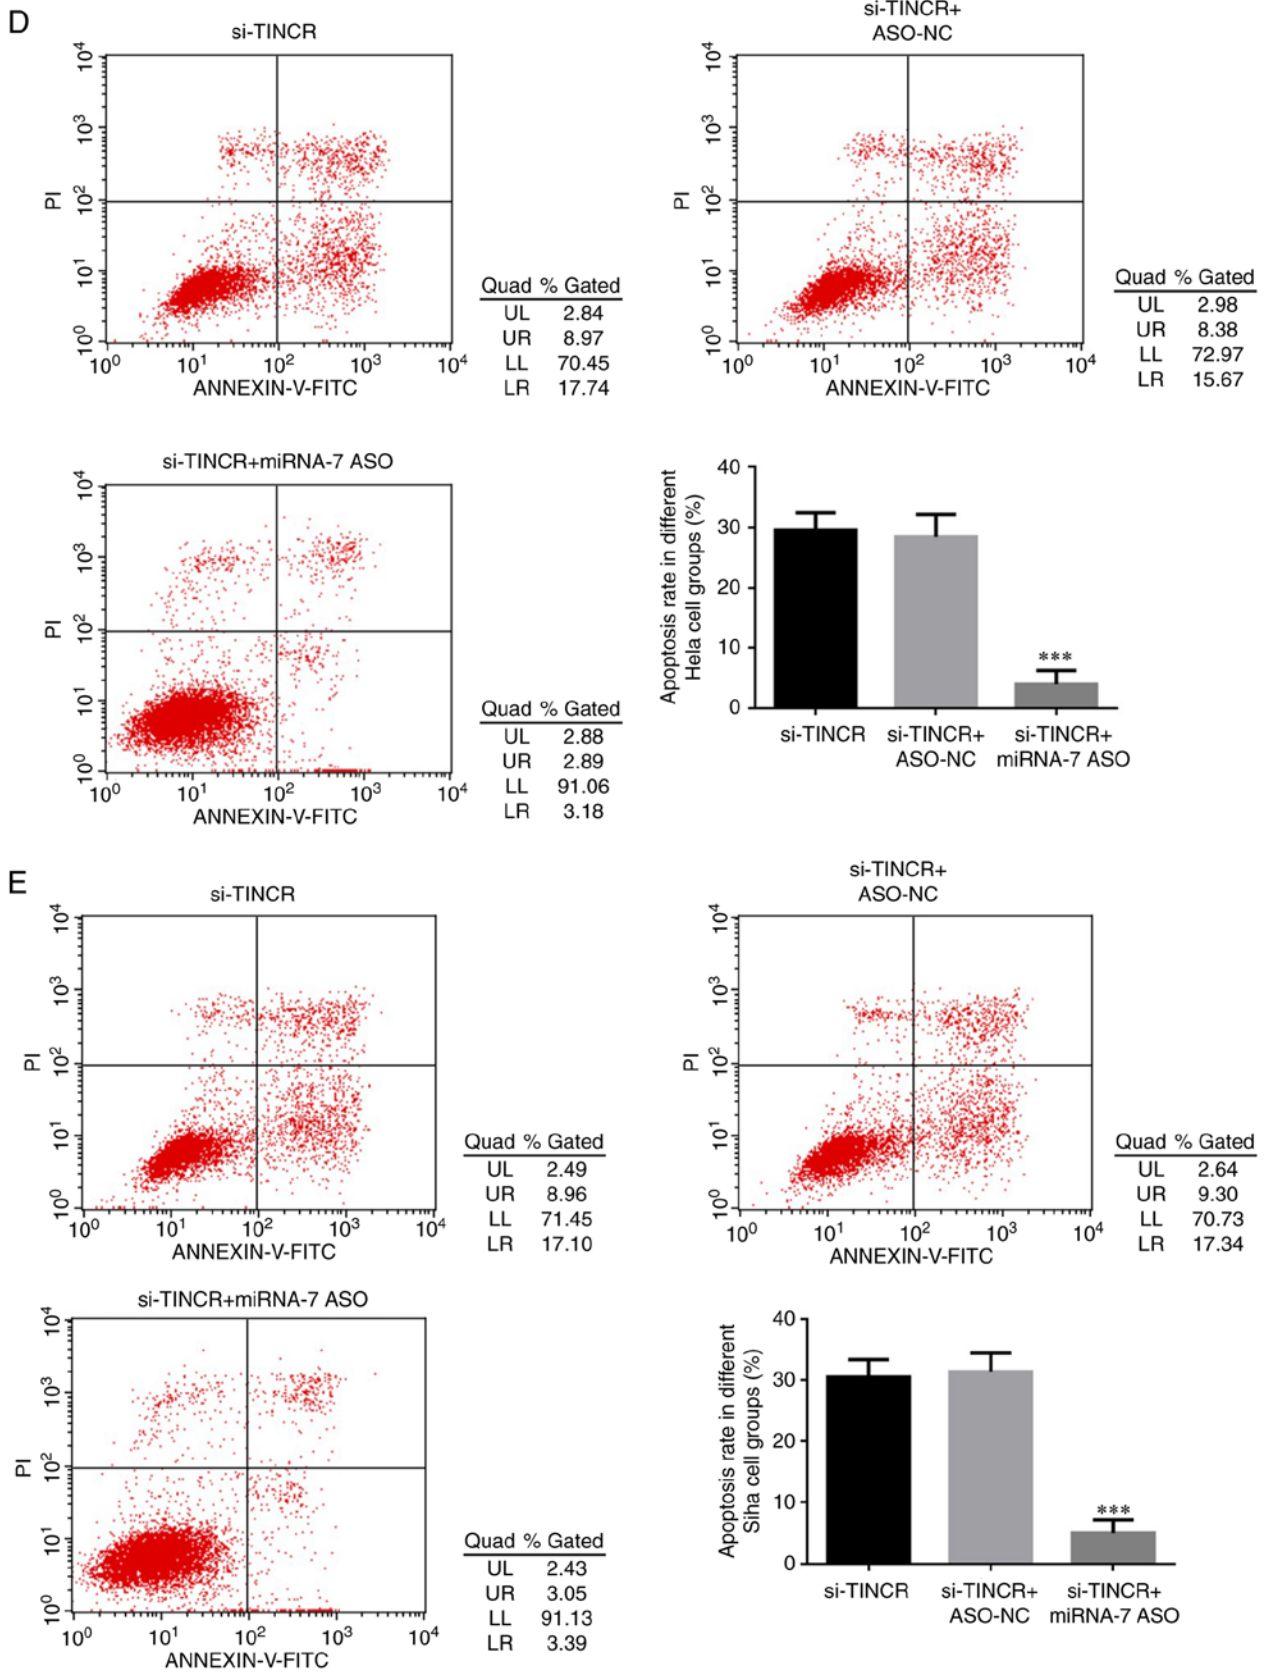 D
si-TINCR
PI
10^4
10^3
10^2
10^1
10^0
10^0 10^1 10^2 10^3 10^4
ANNEXIN-V-FITC
Quad % Gated
UL 2.84
UR 8.97
LL 70.45
LR 17.74
si-TINCR+
ASO-NC
PI
10^4
10^3
10^2
10^1
10^0
10^0 10^1 10^2 10^3 10^4
ANNEXIN-V-FITC
Quad % Gated
UL 2.98
UR 8.38
LL 72.97
LR 15.67
si-TINCR+miRNA-7 ASO
PI
10^4
10^3
10^2
10^1
10^0
10^0 10^1 10^2 10^3 10^4
ANNEXIN-V-FITC
Quad % Gated
UL 2.88
UR 2.89
LL 91.06
LR 3.18
Apoptosis rate in different
Hela cell groups (%)
40
30
20
10
0
***
si-TINCR si-TINCR+ si-TINCR+
ASO-NC miRNA-7 ASO
E
si-TINCR
PI
10^4
10^3
10^2
10^1
10^0
10^0 10^1 10^2 10^3 10^4
ANNEXIN-V-FITC
Quad % Gated
UL 2.49
UR 8.96
LL 71.45
LR 17.10
si-TINCR+
ASO-NC
PI
10^4
10^3
10^2
10^1
10^0
10^0 10^1 10^2 10^3 10^4
ANNEXIN-V-FITC
Quad % Gated
UL 2.64
UR 9.30
LL 70.73
LR 17.34
si-TINCR+miRNA-7 ASO
PI
10^4
10^3
10^2
10^1
10^0
10^0 10^1 10^2 10^3 10^4
ANNEXIN-V-FITC
Quad % Gated
UL 2.43
UR 3.05
LL 91.13
LR 3.39
Apoptosis rate in different
Siha cell groups (%)
40
30
20
10
0
***
si-TINCR si-TINCR+ si-TINCR+
ASO-NC miRNA-7 ASO